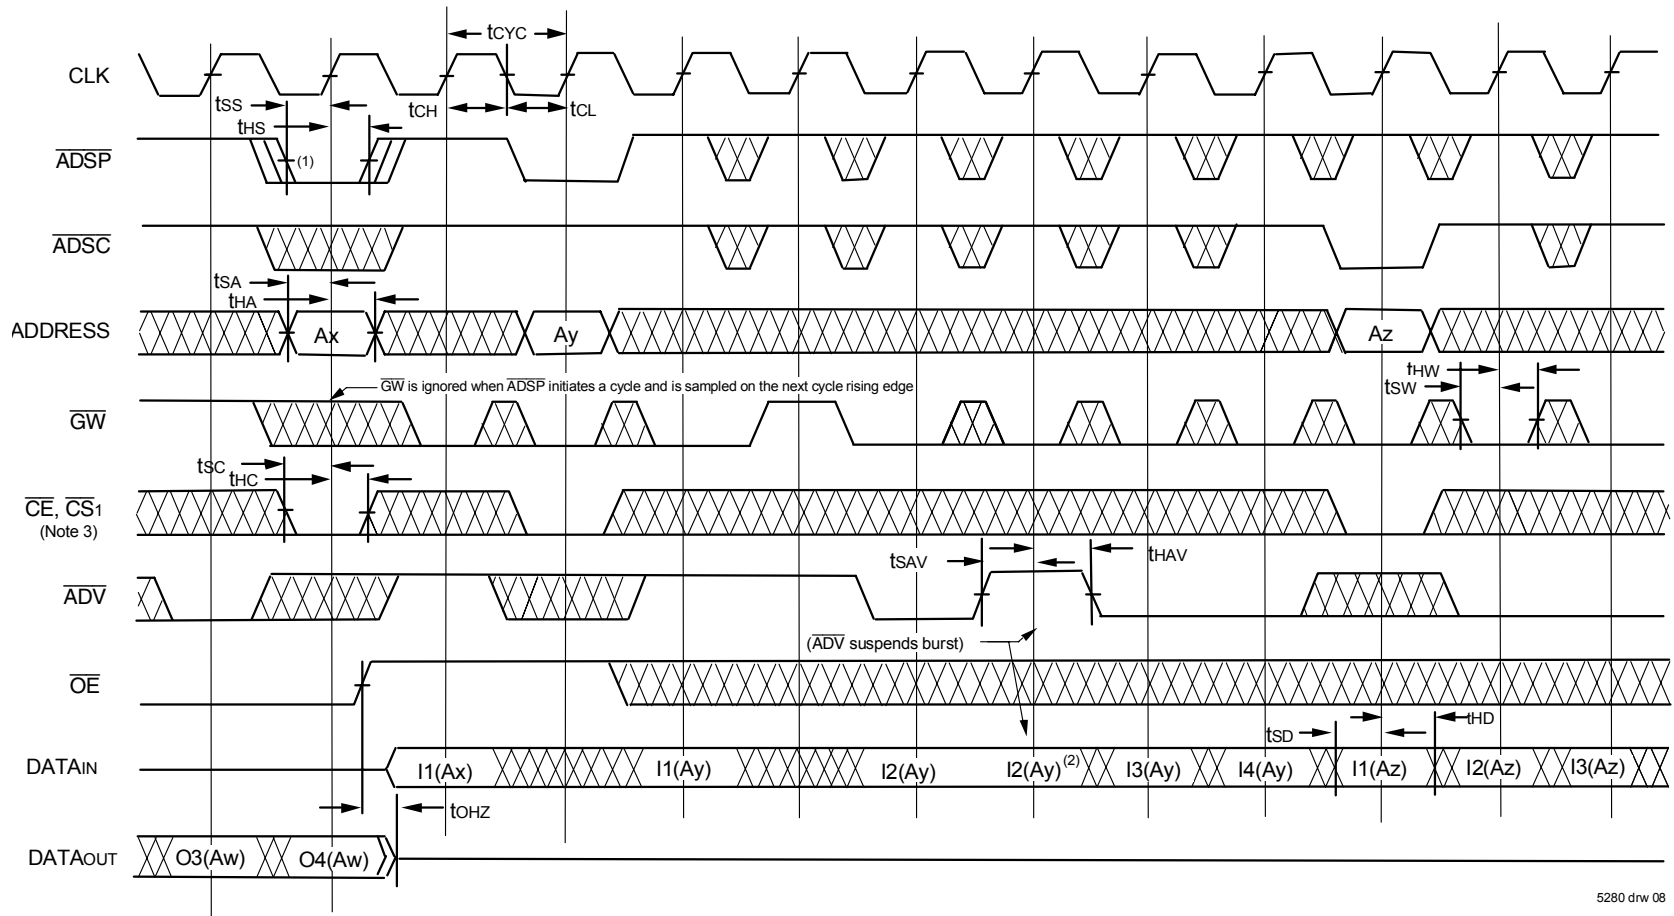 tCYC
CLK
tSS
tCH
tCL
tHS
ADSP
(1)
ADSC
tSA
tHA
ADDRESS
Ax
Ay
Az
GW is ignored when ADSP initiates a cycle and is sampled on the next cycle rising edge
tHW
tSW
GW
tSC
tHC
CE, CS1
(Note 3)
tSAV
tHAV
ADV
(ADV suspends burst)
OE
tHD
tSD
DATAIN
I1(Ax)
I1(Ay)
I2(Ay)
I2(Ay)(2)
I3(Ay)
I4(Ay)
I1(Az)
I2(Az)
I3(Az)
tOHZ
DATAOUT
O3(Aw)
O4(Aw)
5280 drw 08